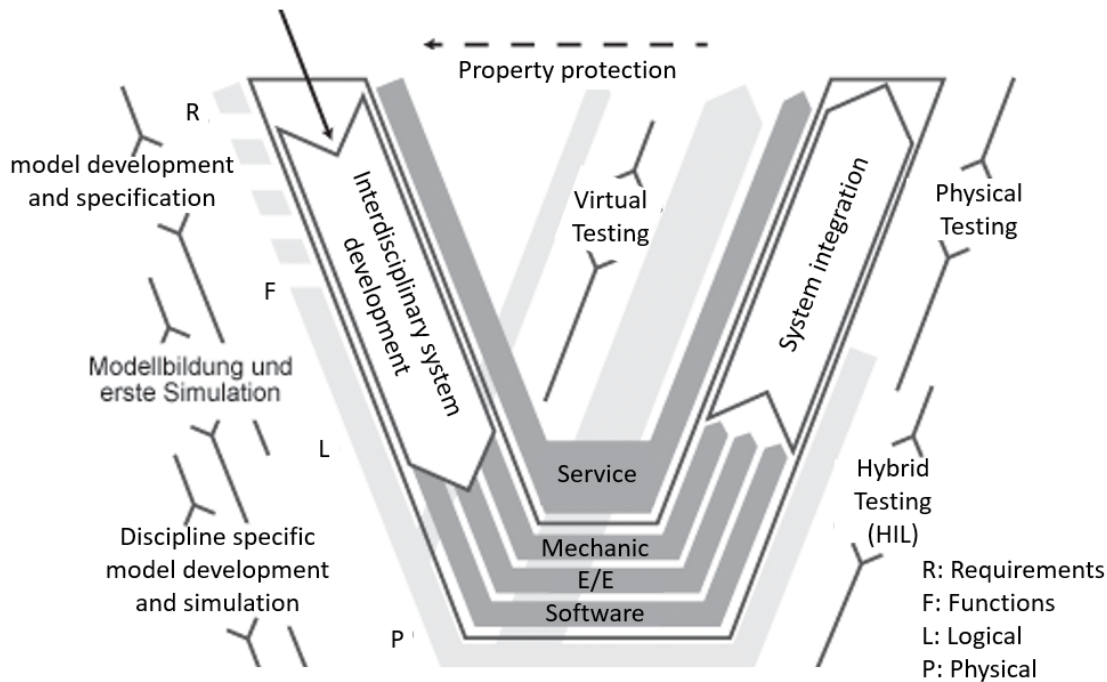 Property protection
R
model development
and specification
Interdisciplinary system
development
Virtual
Testing
System integration
Physical
Testing
F
Modellbildung und
erste Simulation
L
Service
Hybrid
Testing
(HIL)
Discipline specific
model development
and simulation
Mechanic
E/E
Software
P
R: Requirements
F: Functions
L: Logical
P: Physical